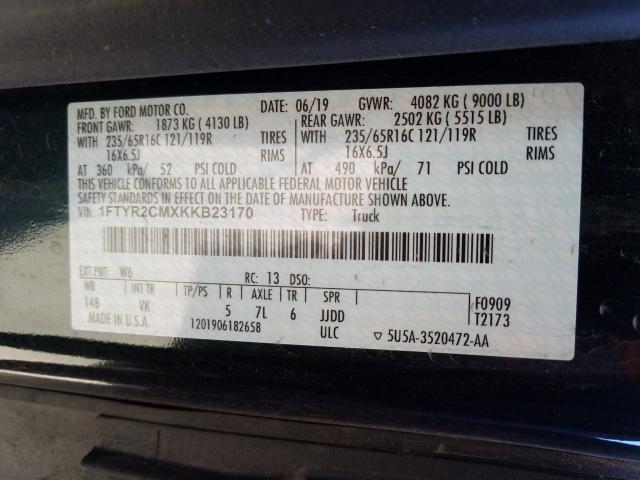 MFD. BY FORD MOTOR CO. DATE: 06/19 GVWR: 4082 KG ( 9000 LB)
FRONT GAWR: 1873 KG ( 4130 LB) REAR GAWR: 2502 KG ( 5515 LB)
WITH 235/65R16C 121/119R TIRES WITH 235/65R16C 121/119R TIRES
16X6.5J RIMS 16X6.5J RIMS
AT 360 kPa/ 52 PSI COLD AT 490 kPa/ 71 PSI COLD
THIS VEHICLE CONFORMS TO ALL APPLICABLE FEDERAL MOTOR VEHICLE
SAFETY STANDARDS IN EFFECT ON THE DATE OF MANUFACTURE SHOWN ABOVE.
VIN: 1FTYR2CMXKKB23170 TYPE: Truck
EXT PNT: W6 RC: 13 DSO:
WB INT TR TP/PS R AXLE TR SPR F0909
148 VK 5 7L 6 JJDD T2173
MADE IN U.S.A. 1201906182658 ULC ▽ 5U5A-3520472-AA